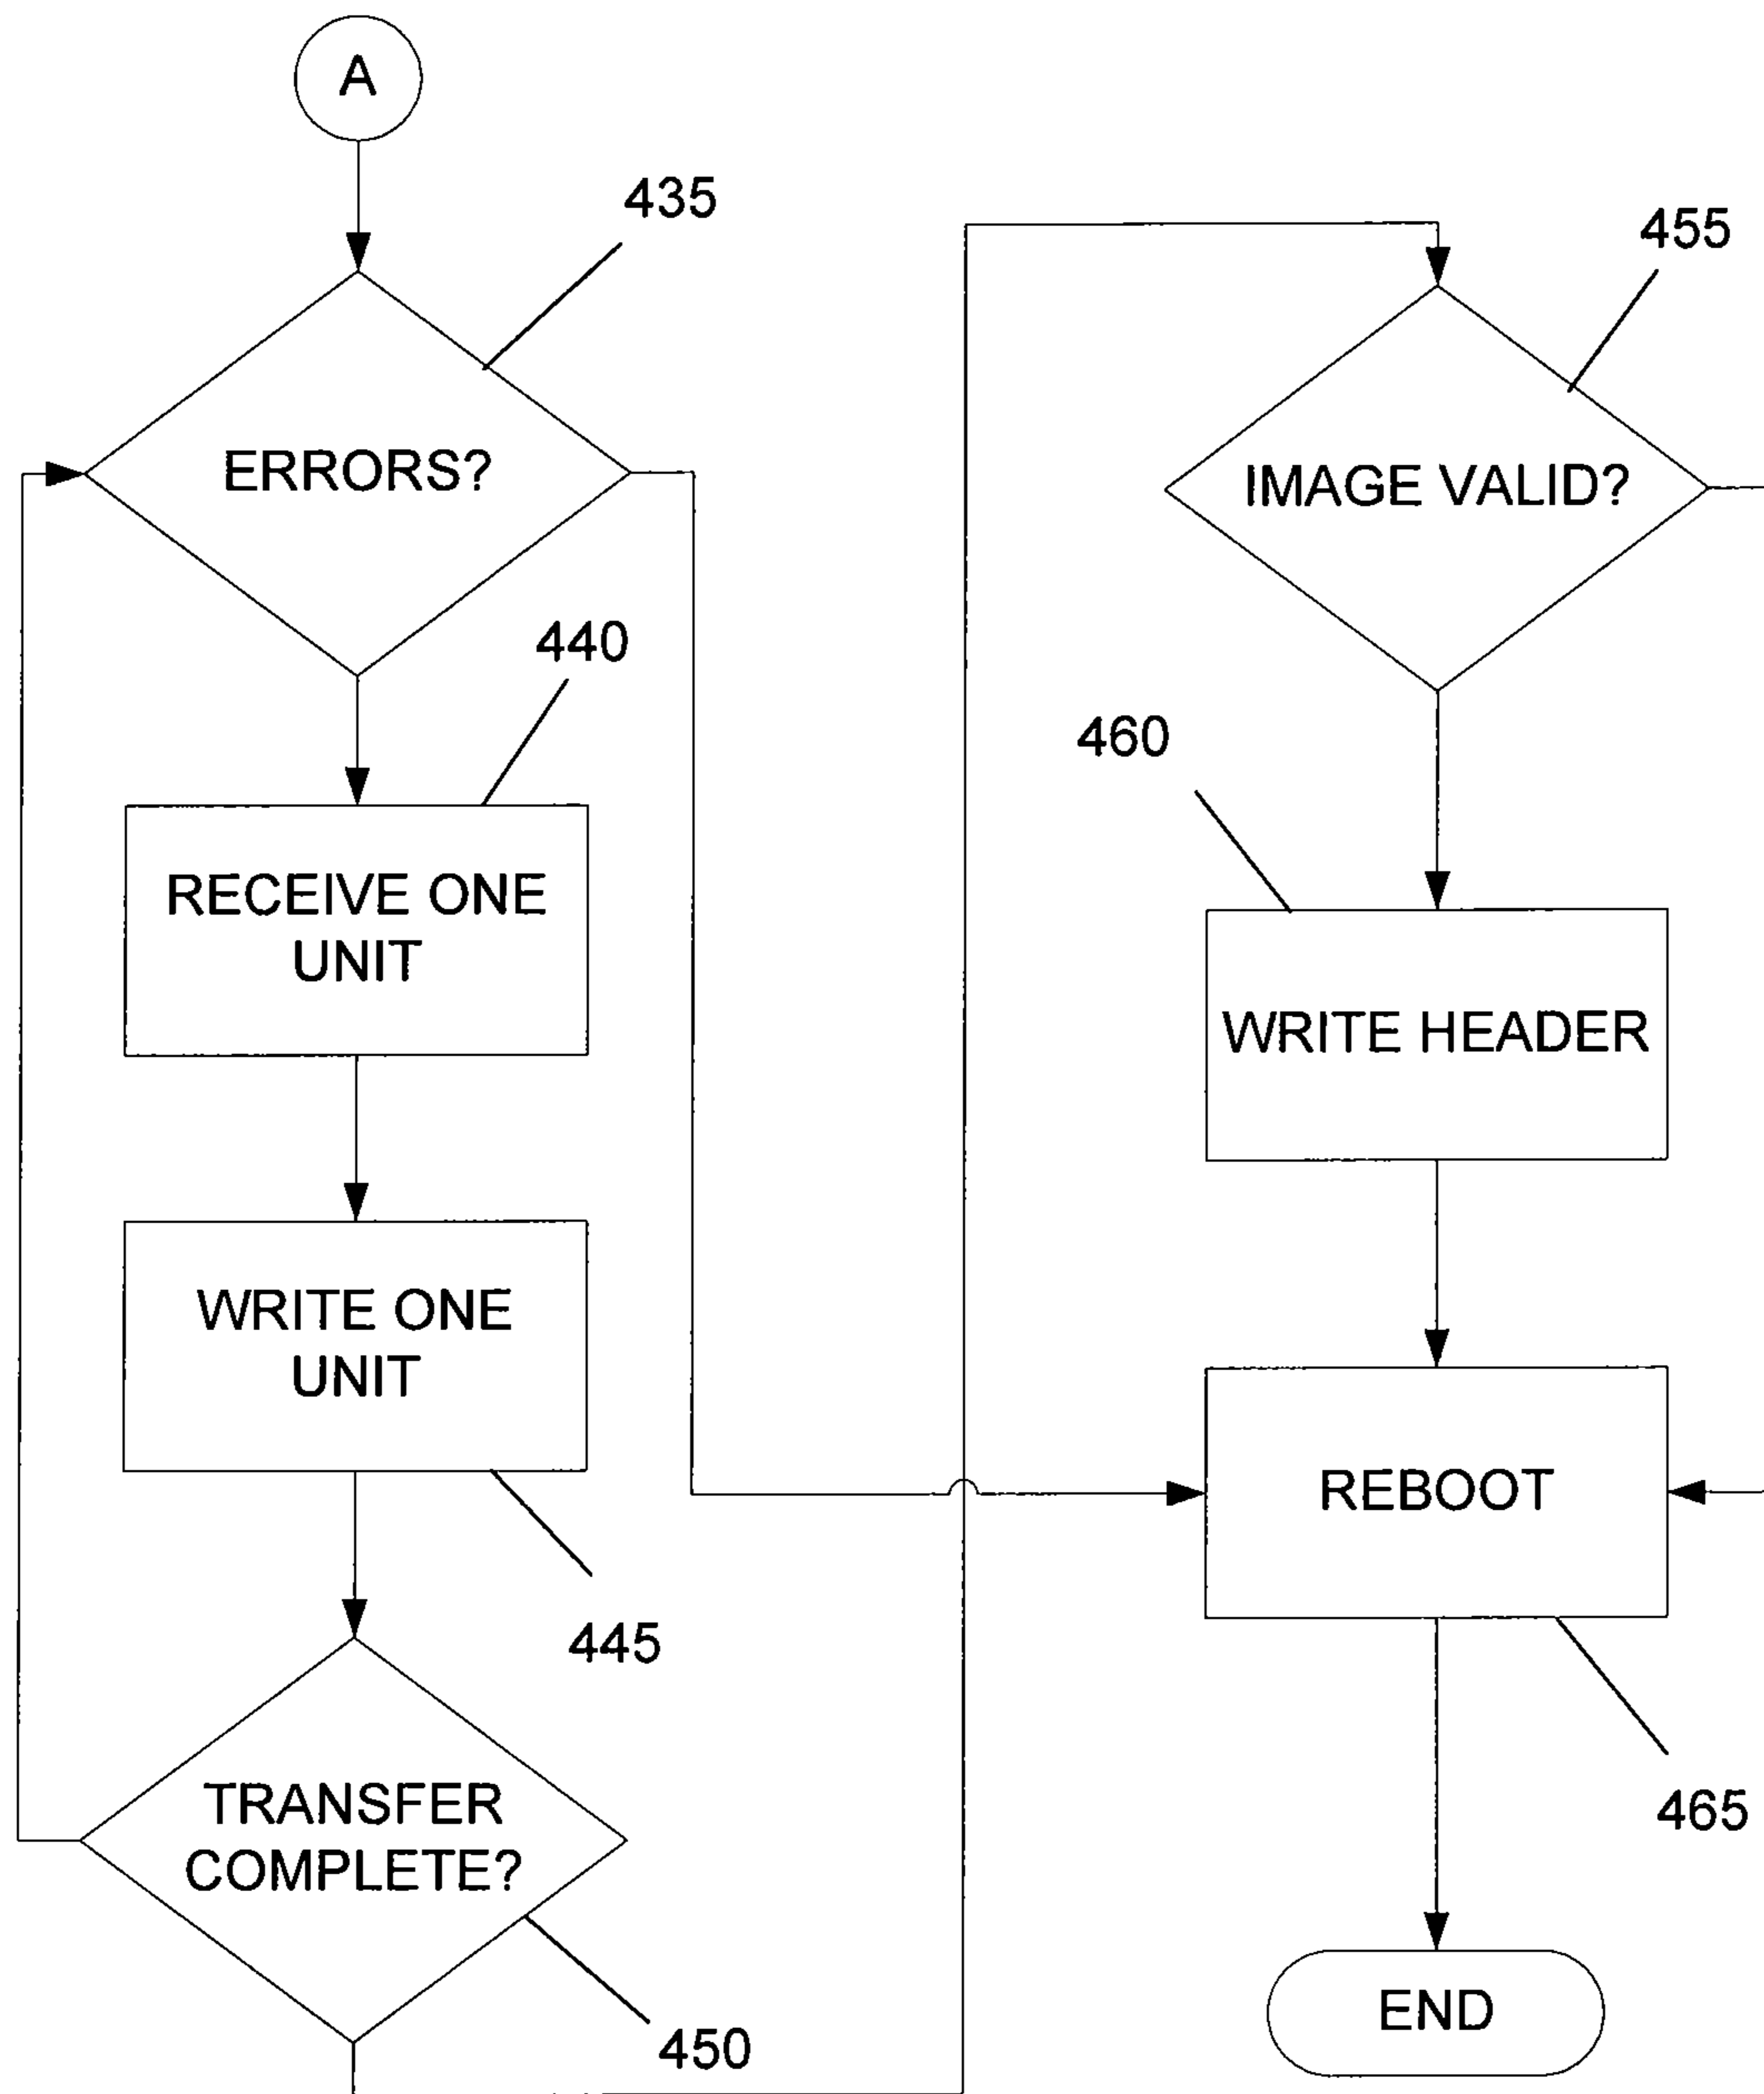 A
435
ERRORS?
440
RECEIVE ONE
UNIT
WRITE ONE
UNIT
445
TRANSFER
COMPLETE?
450
455
IMAGE VALID?
460
WRITE HEADER
REBOOT
465
END